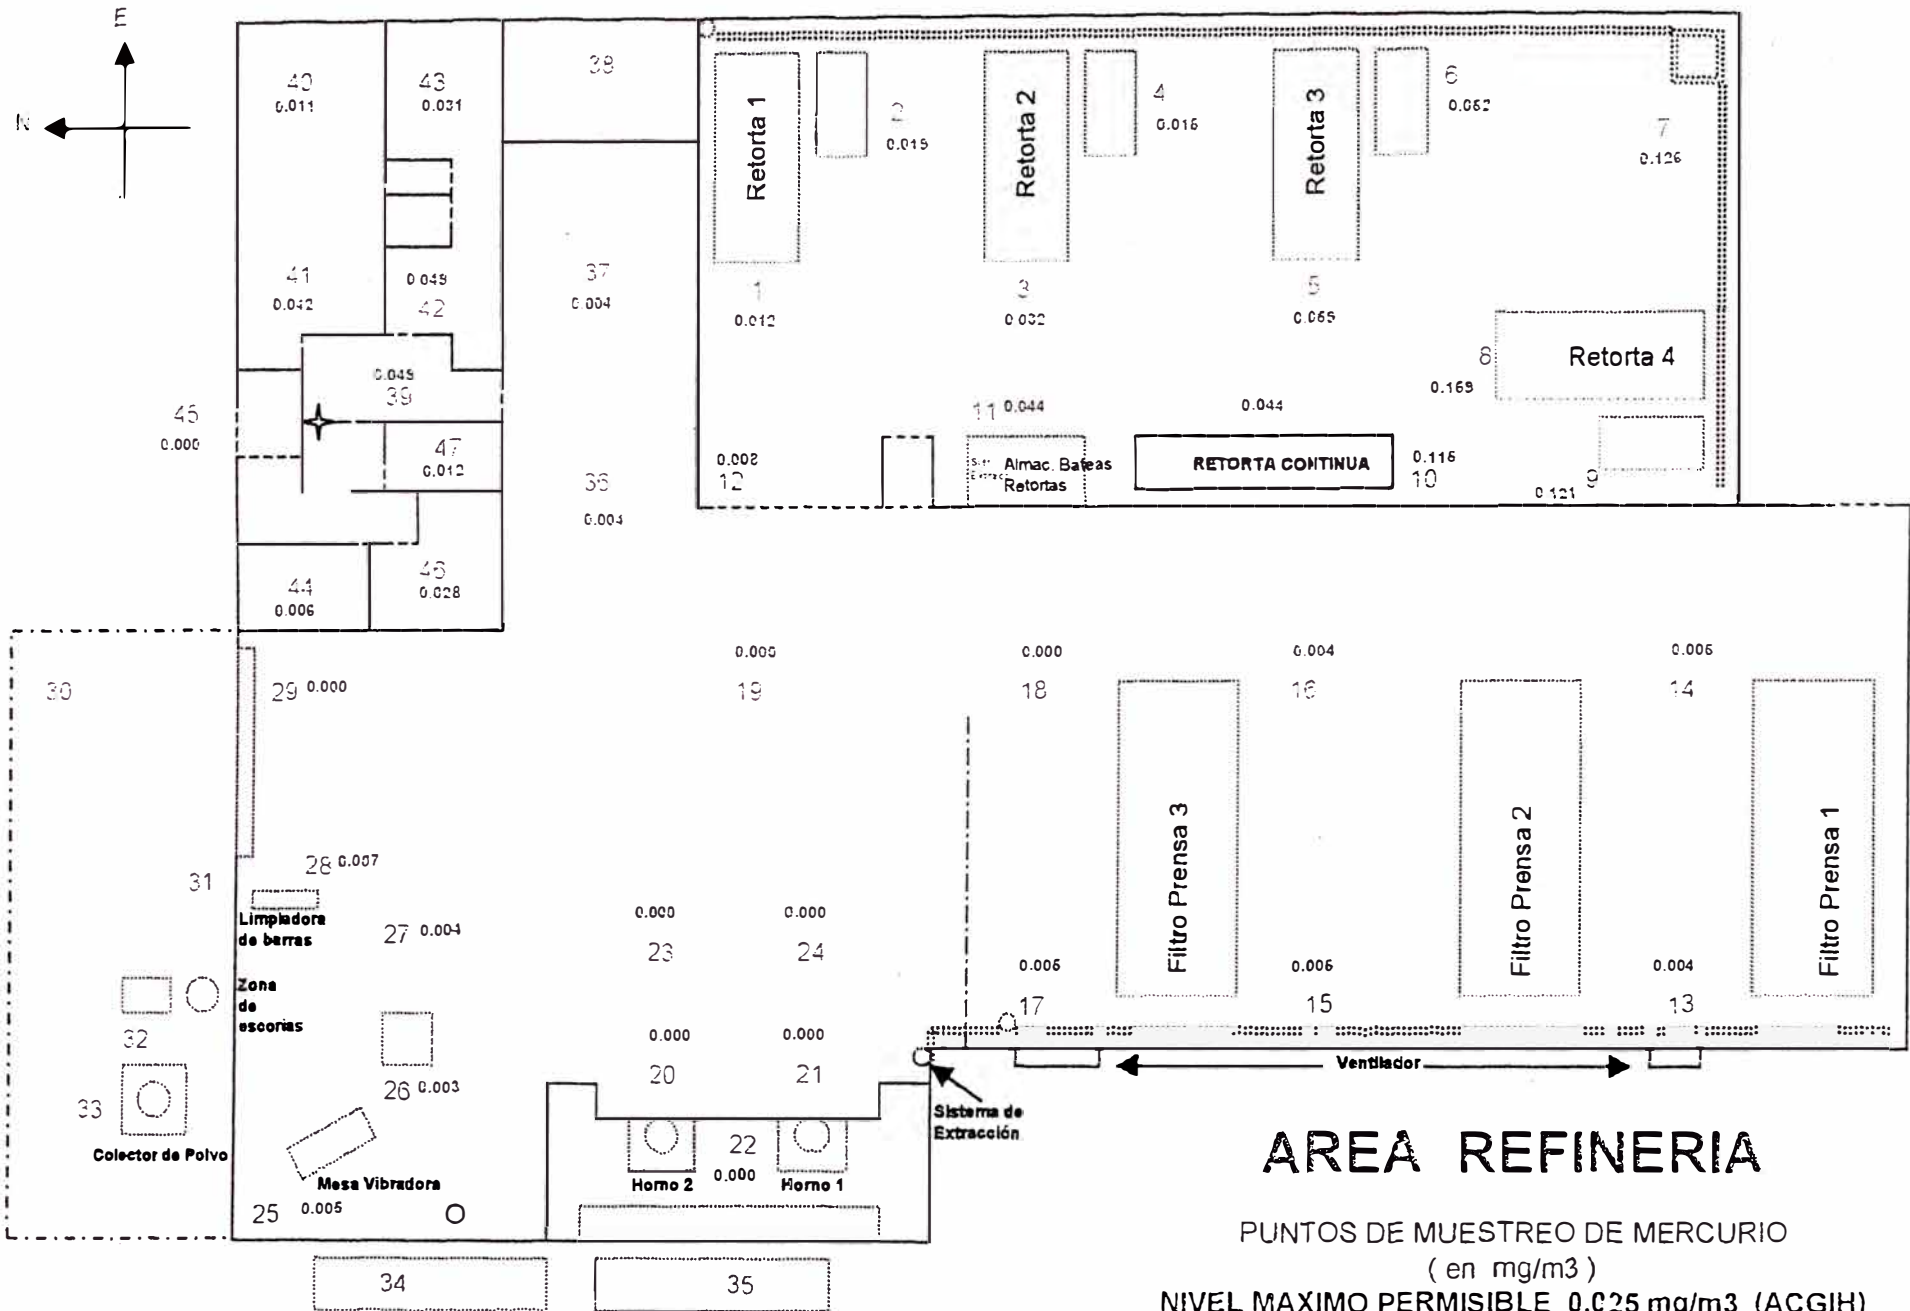 E
N
40
0.011
43
0.031
38
Retorta 1
2
0.015
Retorta 2
4
0.015
Retorta 3
6
0.052
7
0.126
41
0.042
0.049
42
37
0.004
1
0.012
3
0.032
5
0.065
8
Retorta 4
0.169
0.049
39
45
0.000
47
0.012
36
0.004
0.002
12
11 0.044
0.044
Almac. Bateas
Retortas
RETORTA CONTINUA
0.115
10
9
0.121
44
0.006
46
0.028
30
29 0.000
19
0.000
18
0.004
16
14
31
28 0.007
Limpiadora
de barras
27 0.004
0.000
23
0.000
24
Filtro Prensa 3
Filtro Prensa 2
Filtro Prensa 1
0.005
17
0.006
15
0.004
13
Zona
de
escorias
32
33
Colector de Polvo
26 0.003
0.000
20
0.000
21
Ventilador
Sistema de
Extracción
Mesa Vibradora
25 0.005
22
0.000
Horno 2
Horno 1
34
35
AREA REFINERIA
PUNTOS DE MUESTREO DE MERCURIO
( en mg/m3 )
NIVEL MAXIMO PERMISIBLE 0.025 mg/m3 (ACGIH)